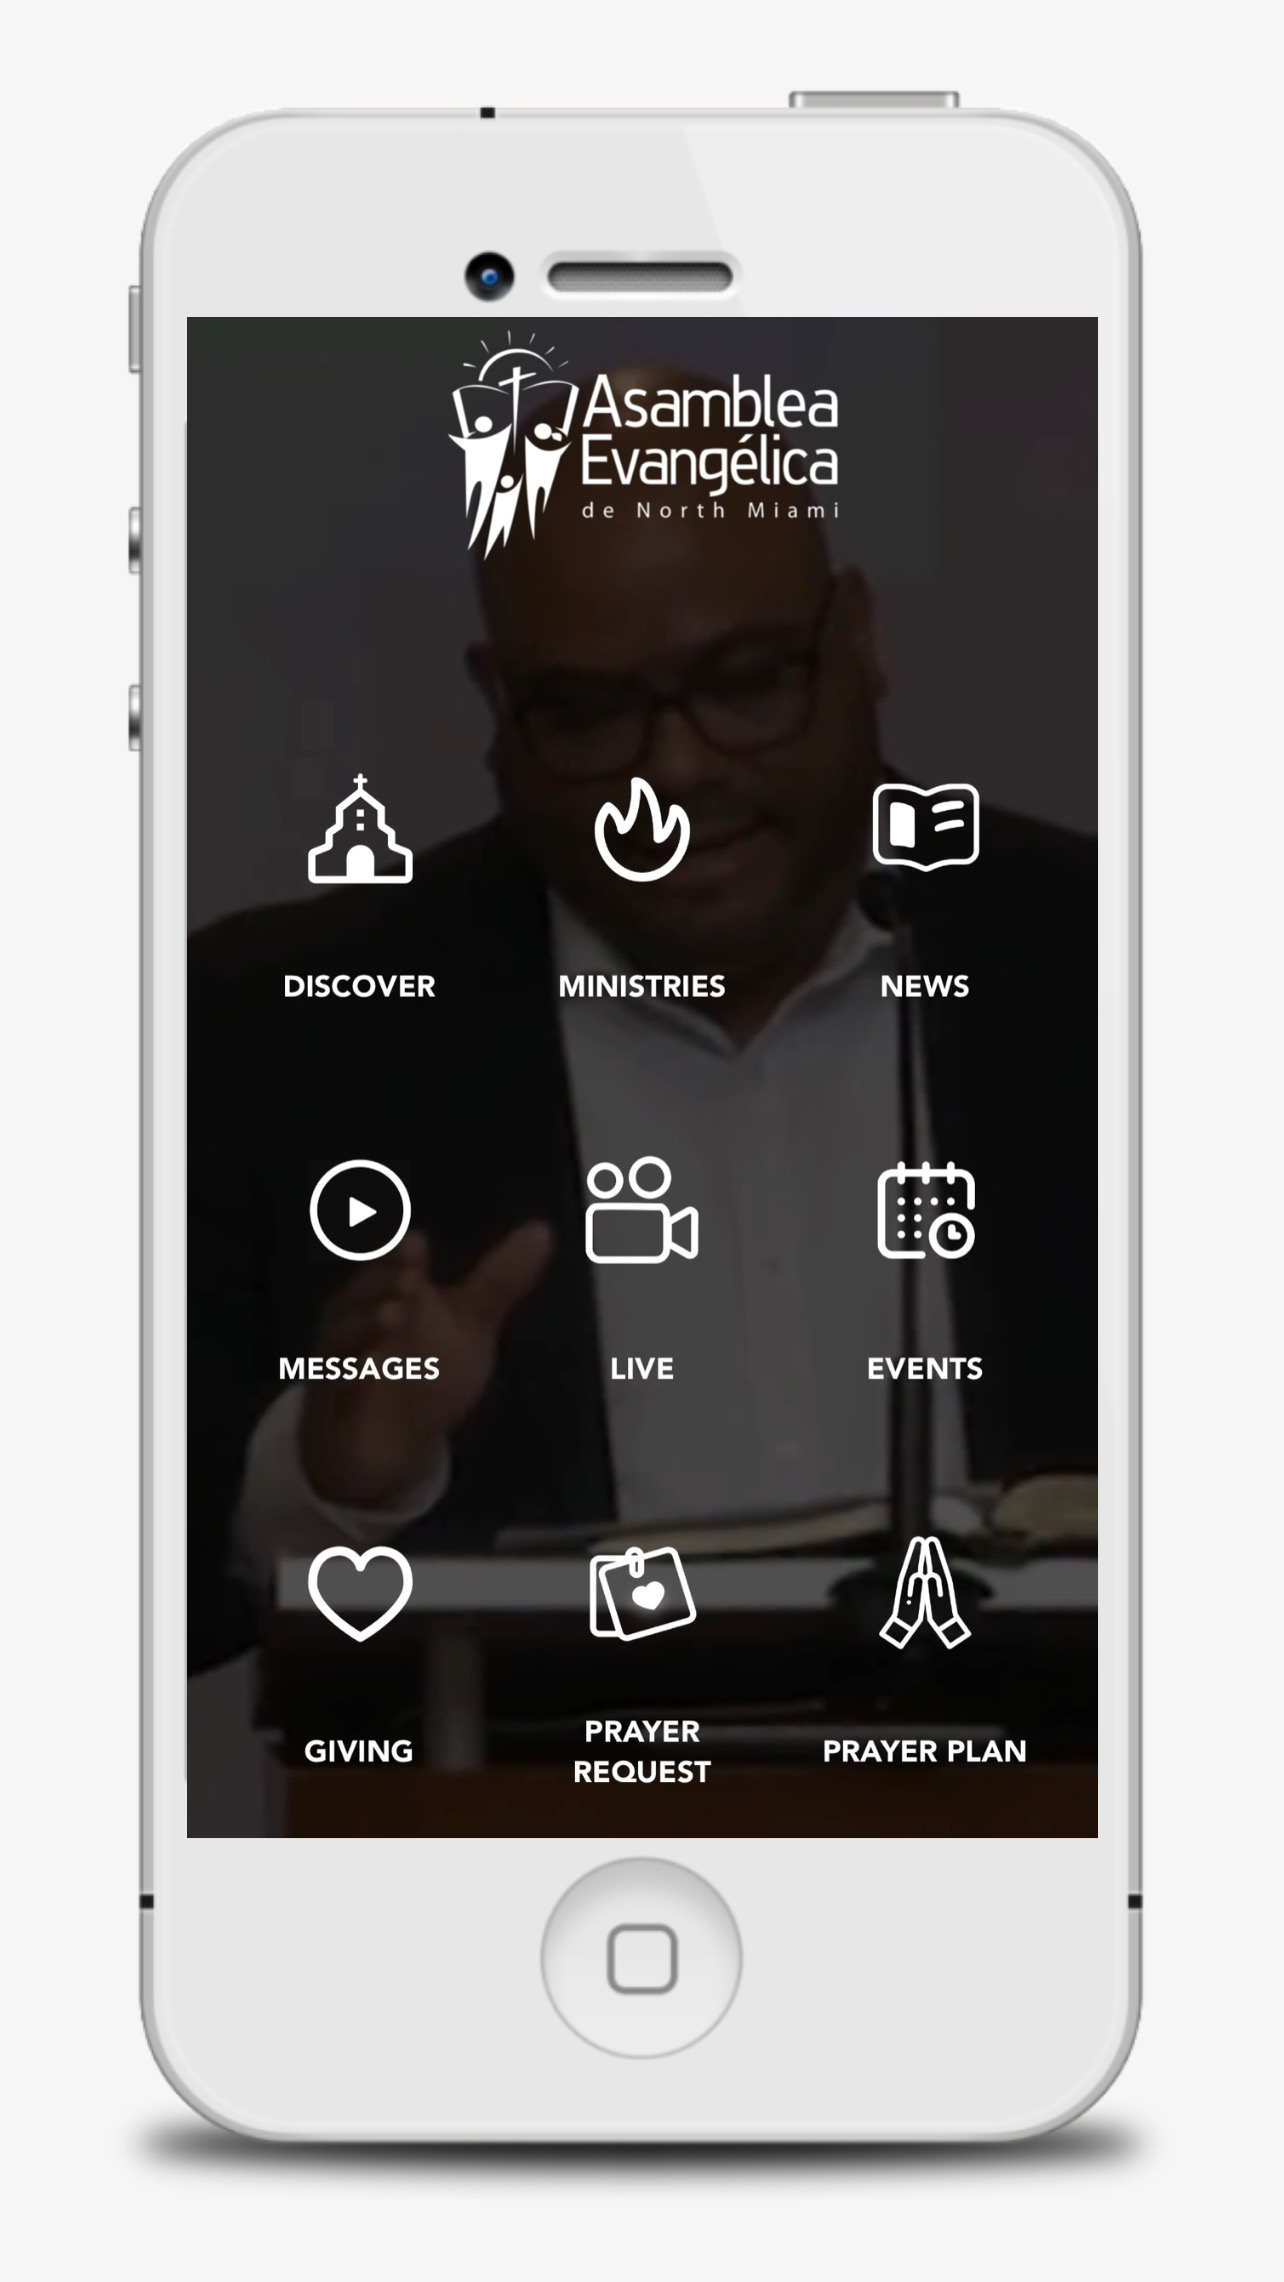 Asamblea
Evangélica
de North Miami
DISCOVER
MINISTRIES
NEWS
MESSAGES
LIVE
EVENTS
GIVING
PRAYER
REQUEST
PRAYER PLAN